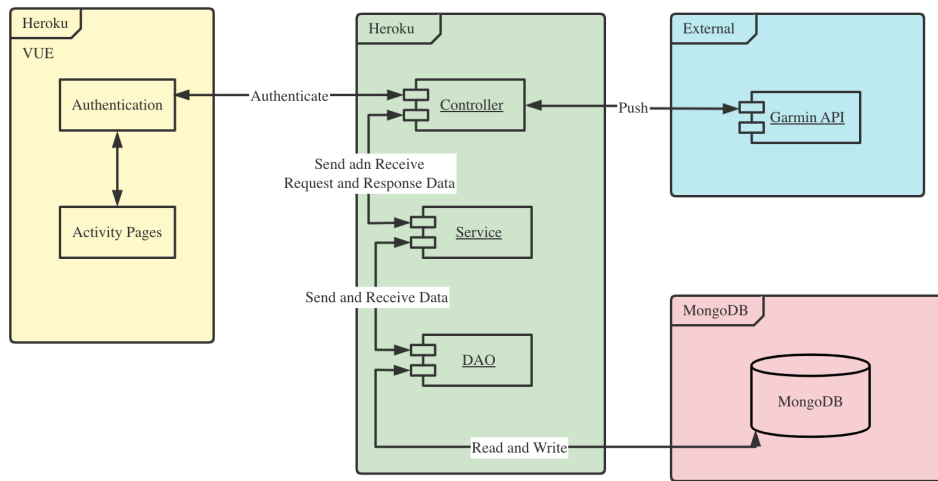 Heroku
VUE
Authentication
Activity Pages
Authenticate
Heroku
Controller
Send adn Receive
Request and Response Data
Service
Send and Receive Data
DAO
Read and Write
Push
External
Garmin API
MongoDB
MongoDB